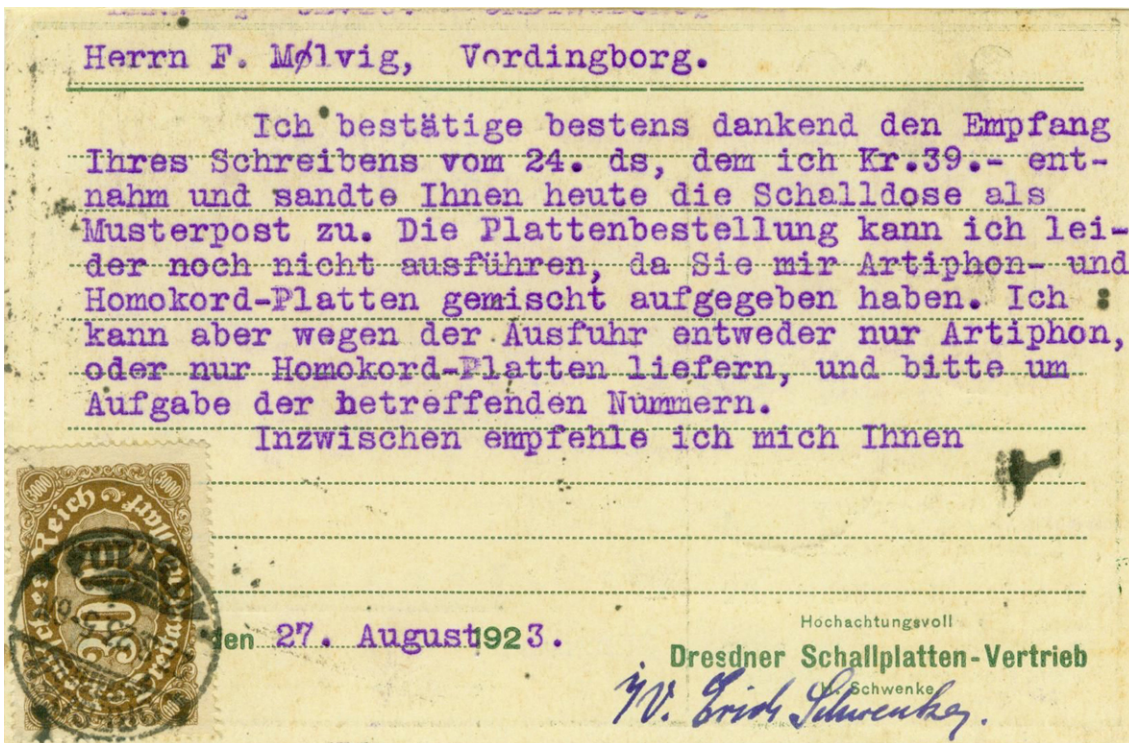 Herrn F. Mølvig, Vordingborg.
Ich bestätige bestens dankend den Empfang
Ihres Schreibens vom 24. ds, dem ich Kr.39.- ent-
nahm und sandte Ihnen heute die Schalldose als
Musterpost zu. Die Plattenbestellung kann ich lei-
der noch nicht ausführen, da Sie mir Artiphon- und
Homokord-Platten gemischt aufgegeben haben. Ich
kann aber wegen der Ausfuhr entweder nur Artiphon,
oder nur Homokord-Platten liefern, und bitte um
Aufgabe der betreffenden Nummern.
Inzwischen empfehle ich mich Ihnen
3000 3000
Reich
den 27. August 1923.
Hochachtungsvoll
Dresdner Schallplatten-Vertrieb
Schwenke
Erich Schwenke